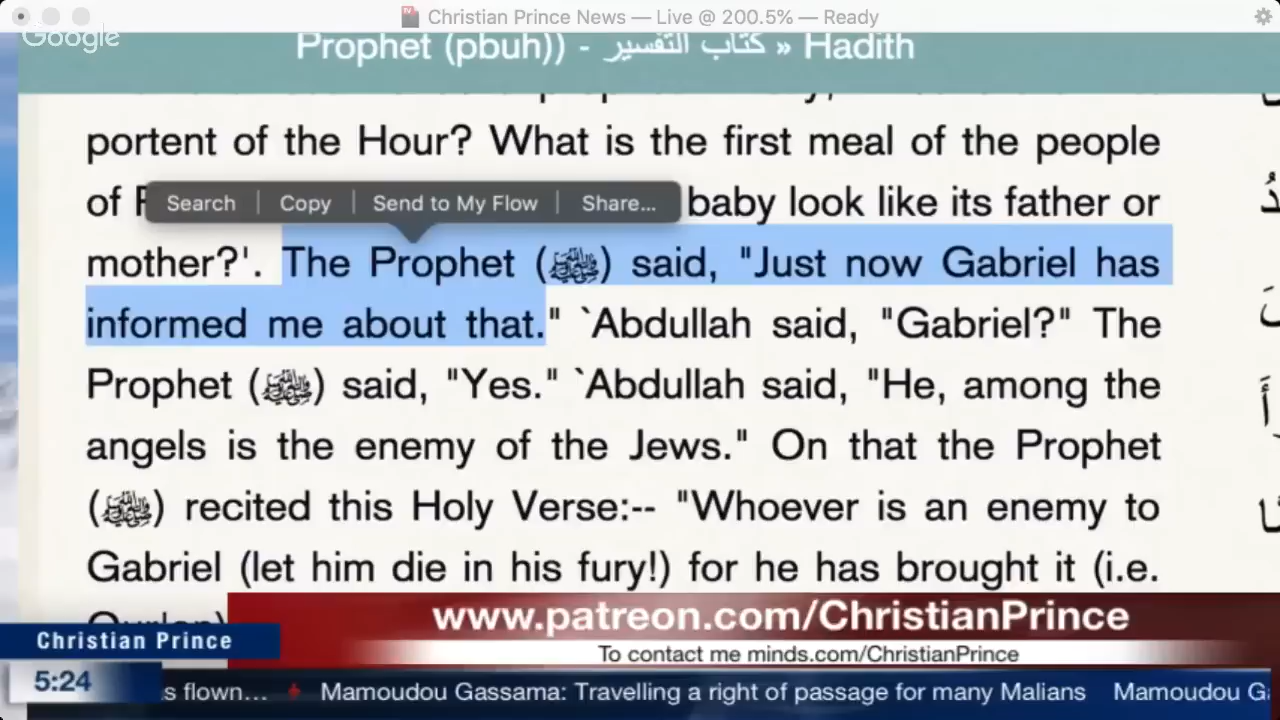 Christian Prince News — Live @ 200.5% — Ready
Google
Prophet (pbuh)) - كتاب التفسير » Hadith
portent of the Hour? What is the first meal of the people
of
Search | Copy | Send to My Flow | Share...
baby look like its father or
mother?'. The Prophet (ﷺ) said, "Just now Gabriel has
informed me about that." `Abdullah said, "Gabriel?" The
Prophet (ﷺ) said, "Yes." `Abdullah said, "He, among the
angels is the enemy of the Jews." On that the Prophet
(ﷺ) recited this Holy Verse:-- "Whoever is an enemy to
Gabriel (let him die in his fury!) for he has brought it (i.e.
www.patreon.com/ChristianPrince
Christian Prince
To contact me minds.com/ChristianPrince
5:24
s flown... Mamoudou Gassama: Travelling a right of passage for many Malians Mamoudou G